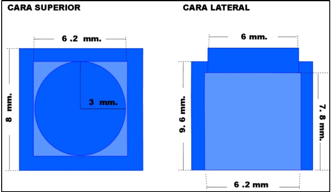 CARA SUPERIOR
CARA LATERAL
6 .2 mm.
6 mm.
8 mm.
3 mm.
9. 6 mm.
7. 8 mm.
6 .2 mm